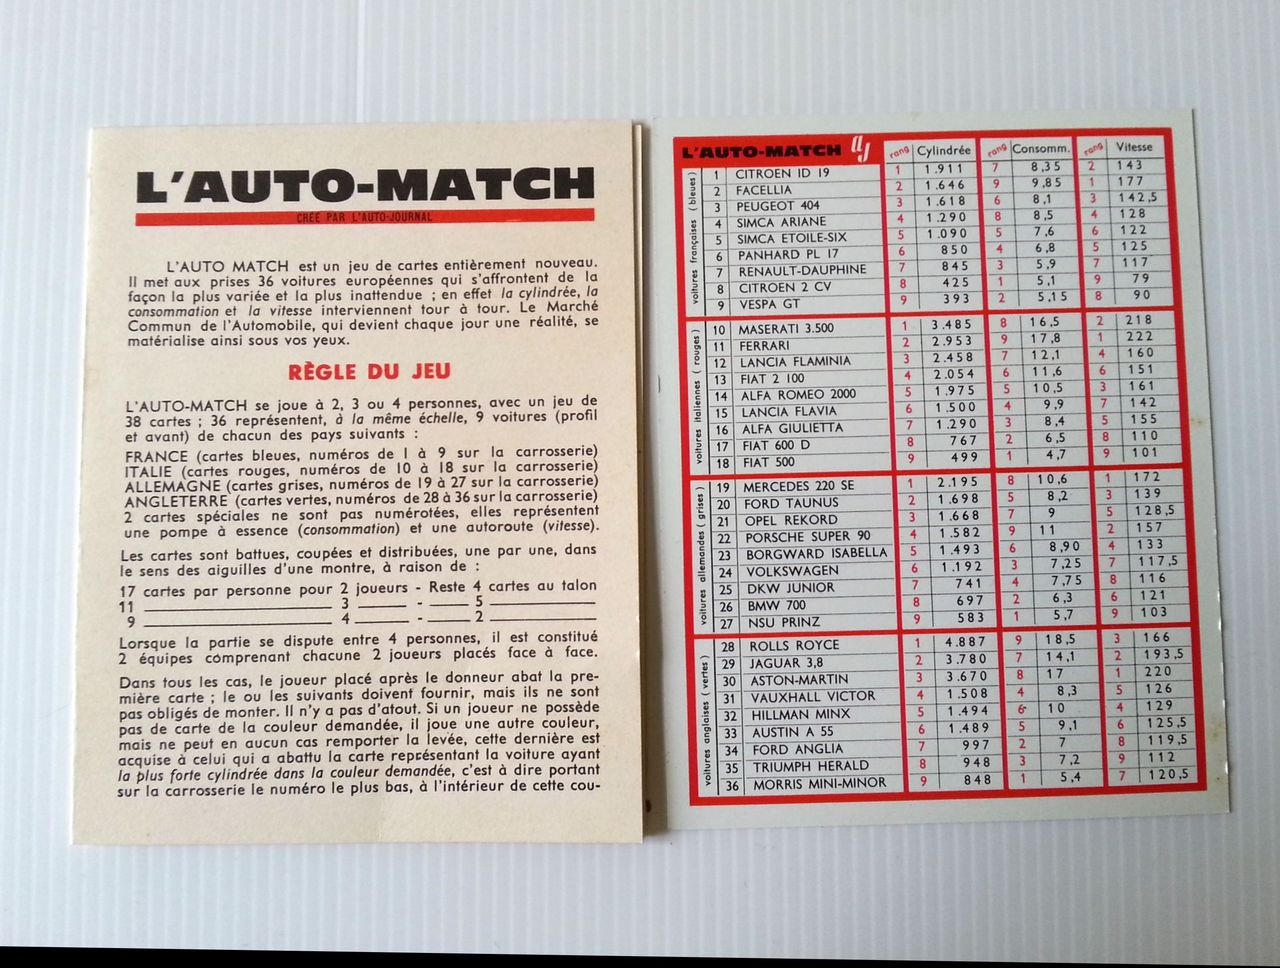 L'AUTO-MATCH
CRÉÉ PAR L'AUTO-JOURNAL
L'AUTO MATCH est un jeu de cartes entièrement nouveau.
Il met aux prises 36 voitures européennes qui s'affrontent de la
façon la plus variée et la plus inattendue ; en effet la cylindrée, la
consommation et la vitesse interviennent tour à tour. Le Marché
Commun de l'Automobile, qui devient chaque jour une réalité, se
matérialise ainsi sous vos yeux.
RÈGLE DU JEU
L'AUTO-MATCH se joue à 2, 3 ou 4 personnes, avec un jeu de
38 cartes ; 36 représentent, à la même échelle, 9 voitures (profil
et avant) de chacun des pays suivants :
FRANCE (cartes bleues, numéros de 1 à 9 sur la carrosserie)
ITALIE (cartes rouges, numéros de 10 à 18 sur la carrosserie)
ALLEMAGNE (cartes grises, numéros de 19 à 27 sur la carrosserie)
ANGLETERRE (cartes vertes, numéros de 28 à 36 sur la carrosserie)
2 cartes spéciales ne sont pas numérotées, elles représentent
une pompe à essence (consommation) et une autoroute (vitesse).
Les cartes sont battues, coupées et distribuées, une par une, dans
le sens des aiguilles d'une montre, à raison de :
17 cartes par personne pour 2 joueurs - Reste 4 cartes au talon
11 ____ 3 ____ - ____ 5 ____
9 ____ 4 ____ - ____ 2 ____
Lorsque la partie se dispute entre 4 personnes, il est constitué
2 équipes comprenant chacune 2 joueurs placés face à face.
Dans tous les cas, le joueur placé après le donneur abat la pre-
mière carte ; le ou les suivants doivent fournir, mais ils ne sont
pas obligés de monter. Il n'y a pas d'atout. Si un joueur ne possède
pas de carte de la couleur demandée, il joue une autre couleur,
mais ne peut en aucun cas remporter la levée, cette dernière est
acquise à celui qui a abattu la carte représentant la voiture ayant
la plus forte cylindrée dans la couleur demandée, c'est à dire portant
sur la carrosserie le numéro le plus bas, à l'intérieur de cette cou-
L'AUTO-MATCH aj rang Cylindrée rang Consomm. rang Vitesse
voitures françaises (bleues)
1 CITROEN ID 19 1 1.911 7 8,35 2 143
2 FACELLIA 2 1.646 9 9,85 1 177
3 PEUGEOT 404 3 1.618 6 8,1 3 142,5
4 SIMCA ARIANE 4 1.290 8 8,5 4 128
5 SIMCA ETOILE-SIX 5 1.090 5 7,6 6 122
6 PANHARD PL 17 6 850 4 6,8 5 125
7 RENAULT-DAUPHINE 7 845 3 5,9 7 117
8 CITROEN 2 CV 8 425 1 5,1 9 79
9 VESPA GT 9 393 2 5,15 8 90
voitures italiennes (rouges)
10 MASERATI 3.500 1 3.485 8 16,5 2 218
11 FERRARI 2 2.953 9 17,8 1 222
12 LANCIA FLAMINIA 3 2.458 7 12,1 4 160
13 FIAT 2 100 4 2.054 6 11,6 6 151
14 ALFA ROMEO 2000 5 1.975 5 10,5 3 161
15 LANCIA FLAVIA 6 1.500 4 9,9 7 142
16 ALFA GIULIETTA 7 1.290 3 8,4 5 155
17 FIAT 600 D 8 767 2 6,5 8 110
18 FIAT 500 9 499 1 4,7 9 101
voitures allemandes (grises)
19 MERCEDES 220 SE 1 2.195 8 10,6 1 172
20 FORD TAUNUS 2 1.698 5 8,2 3 139
21 OPEL REKORD 3 1.668 7 9 5 128,5
22 PORSCHE SUPER 90 4 1.582 9 11 2 157
23 BORGWARD ISABELLA 5 1.493 6 8,90 4 133
24 VOLKSWAGEN 6 1.192 3 7,25 7 117,5
25 DKW JUNIOR 7 741 4 7,75 8 116
26 BMW 700 8 697 2 6,3 6 121
27 NSU PRINZ 9 583 1 5,7 9 103
voitures anglaises (vertes)
28 ROLLS ROYCE 1 4.887 9 18,5 3 166
29 JAGUAR 3,8 2 3.780 7 14,1 2 193,5
30 ASTON-MARTIN 3 3.670 8 17 1 220
31 VAUXHALL VICTOR 4 1.508 4 8,3 5 126
32 HILLMAN MINX 5 1.494 6 10 4 129
33 AUSTIN A 55 6 1.489 5 9,1 6 125,5
34 FORD ANGLIA 7 997 2 7 8 119,5
35 TRIUMPH HERALD 8 948 3 7,2 9 112
36 MORRIS MINI-MINOR 9 848 1 5,4 7 120,5